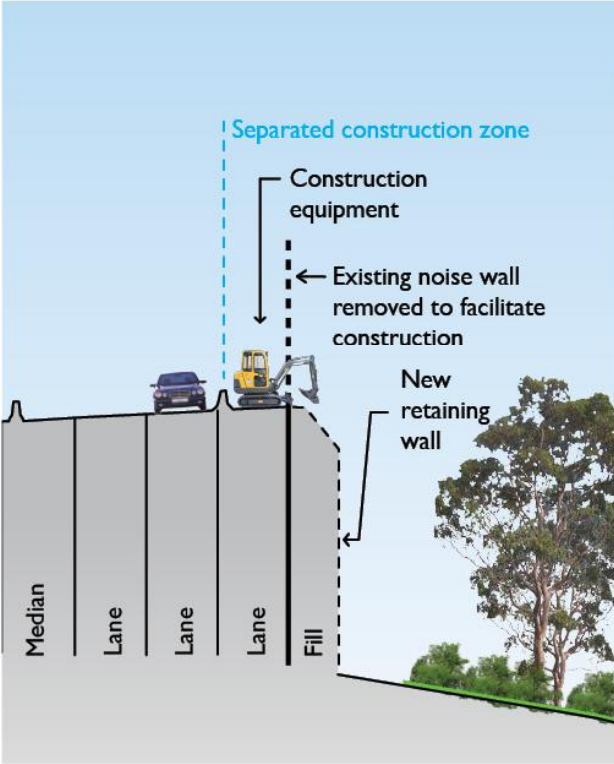 Separated construction zone
Construction
equipment
Existing noise wall
removed to facilitate
construction
New
retaining
wall
Median
Lane
Lane
Lane
Fill